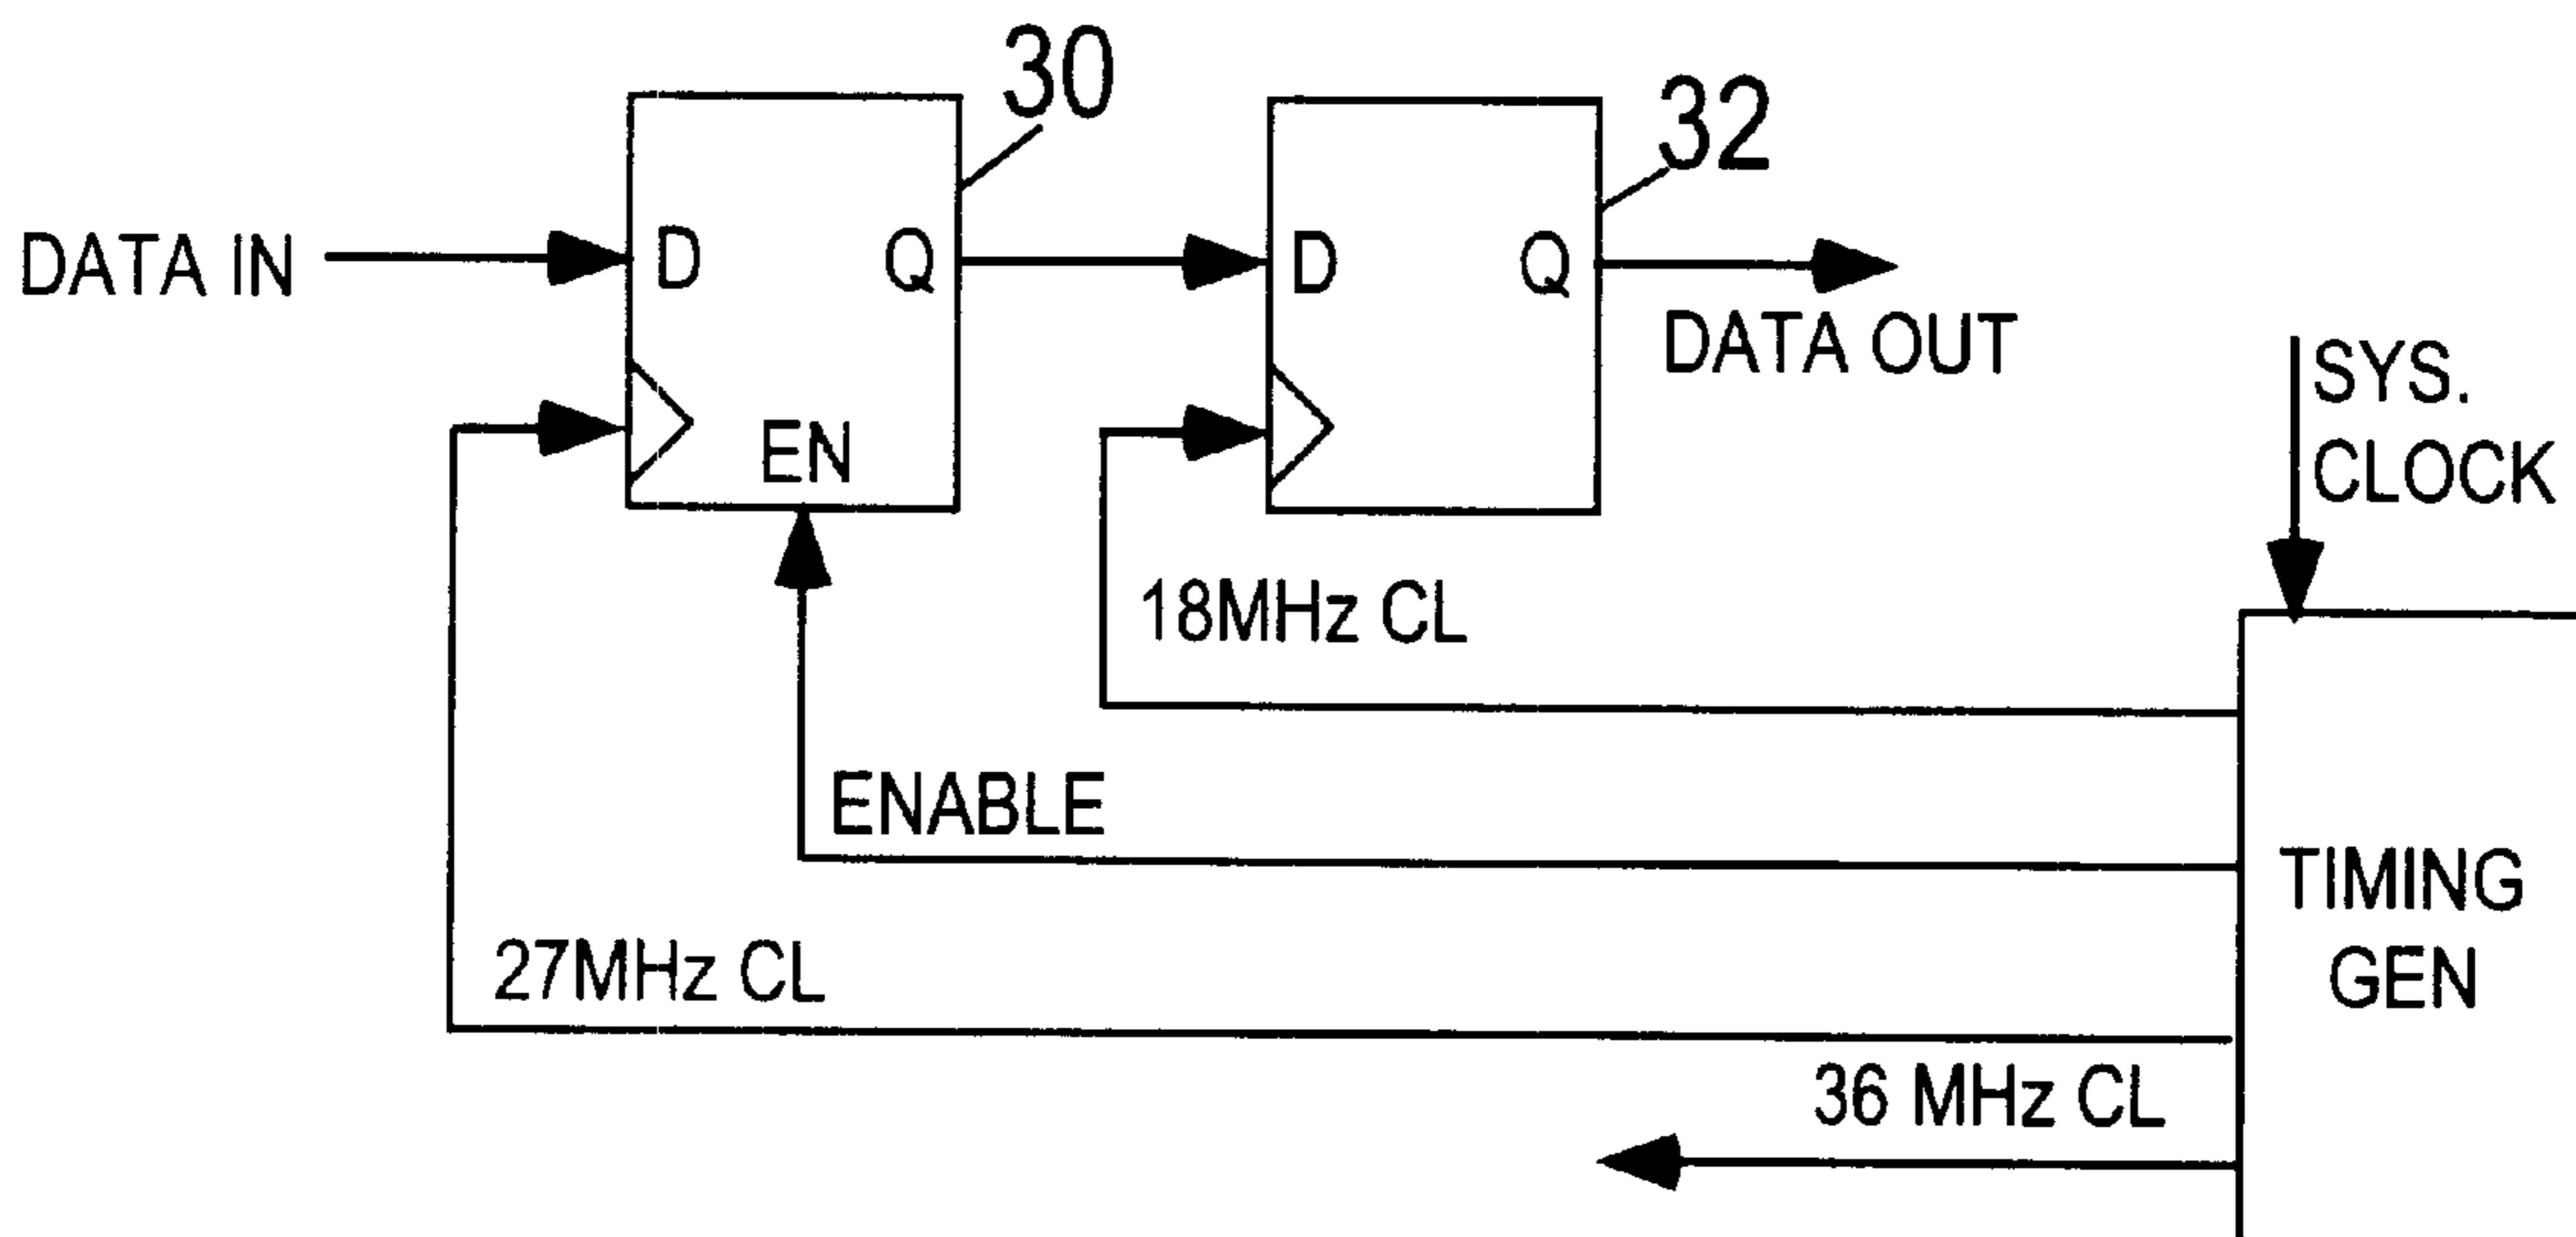 30
32
DATA IN
D
Q
D
Q
DATA OUT
SYS.
CLOCK
EN
18MHz CL
ENABLE
TIMING
GEN
27MHz CL
36 MHz CL